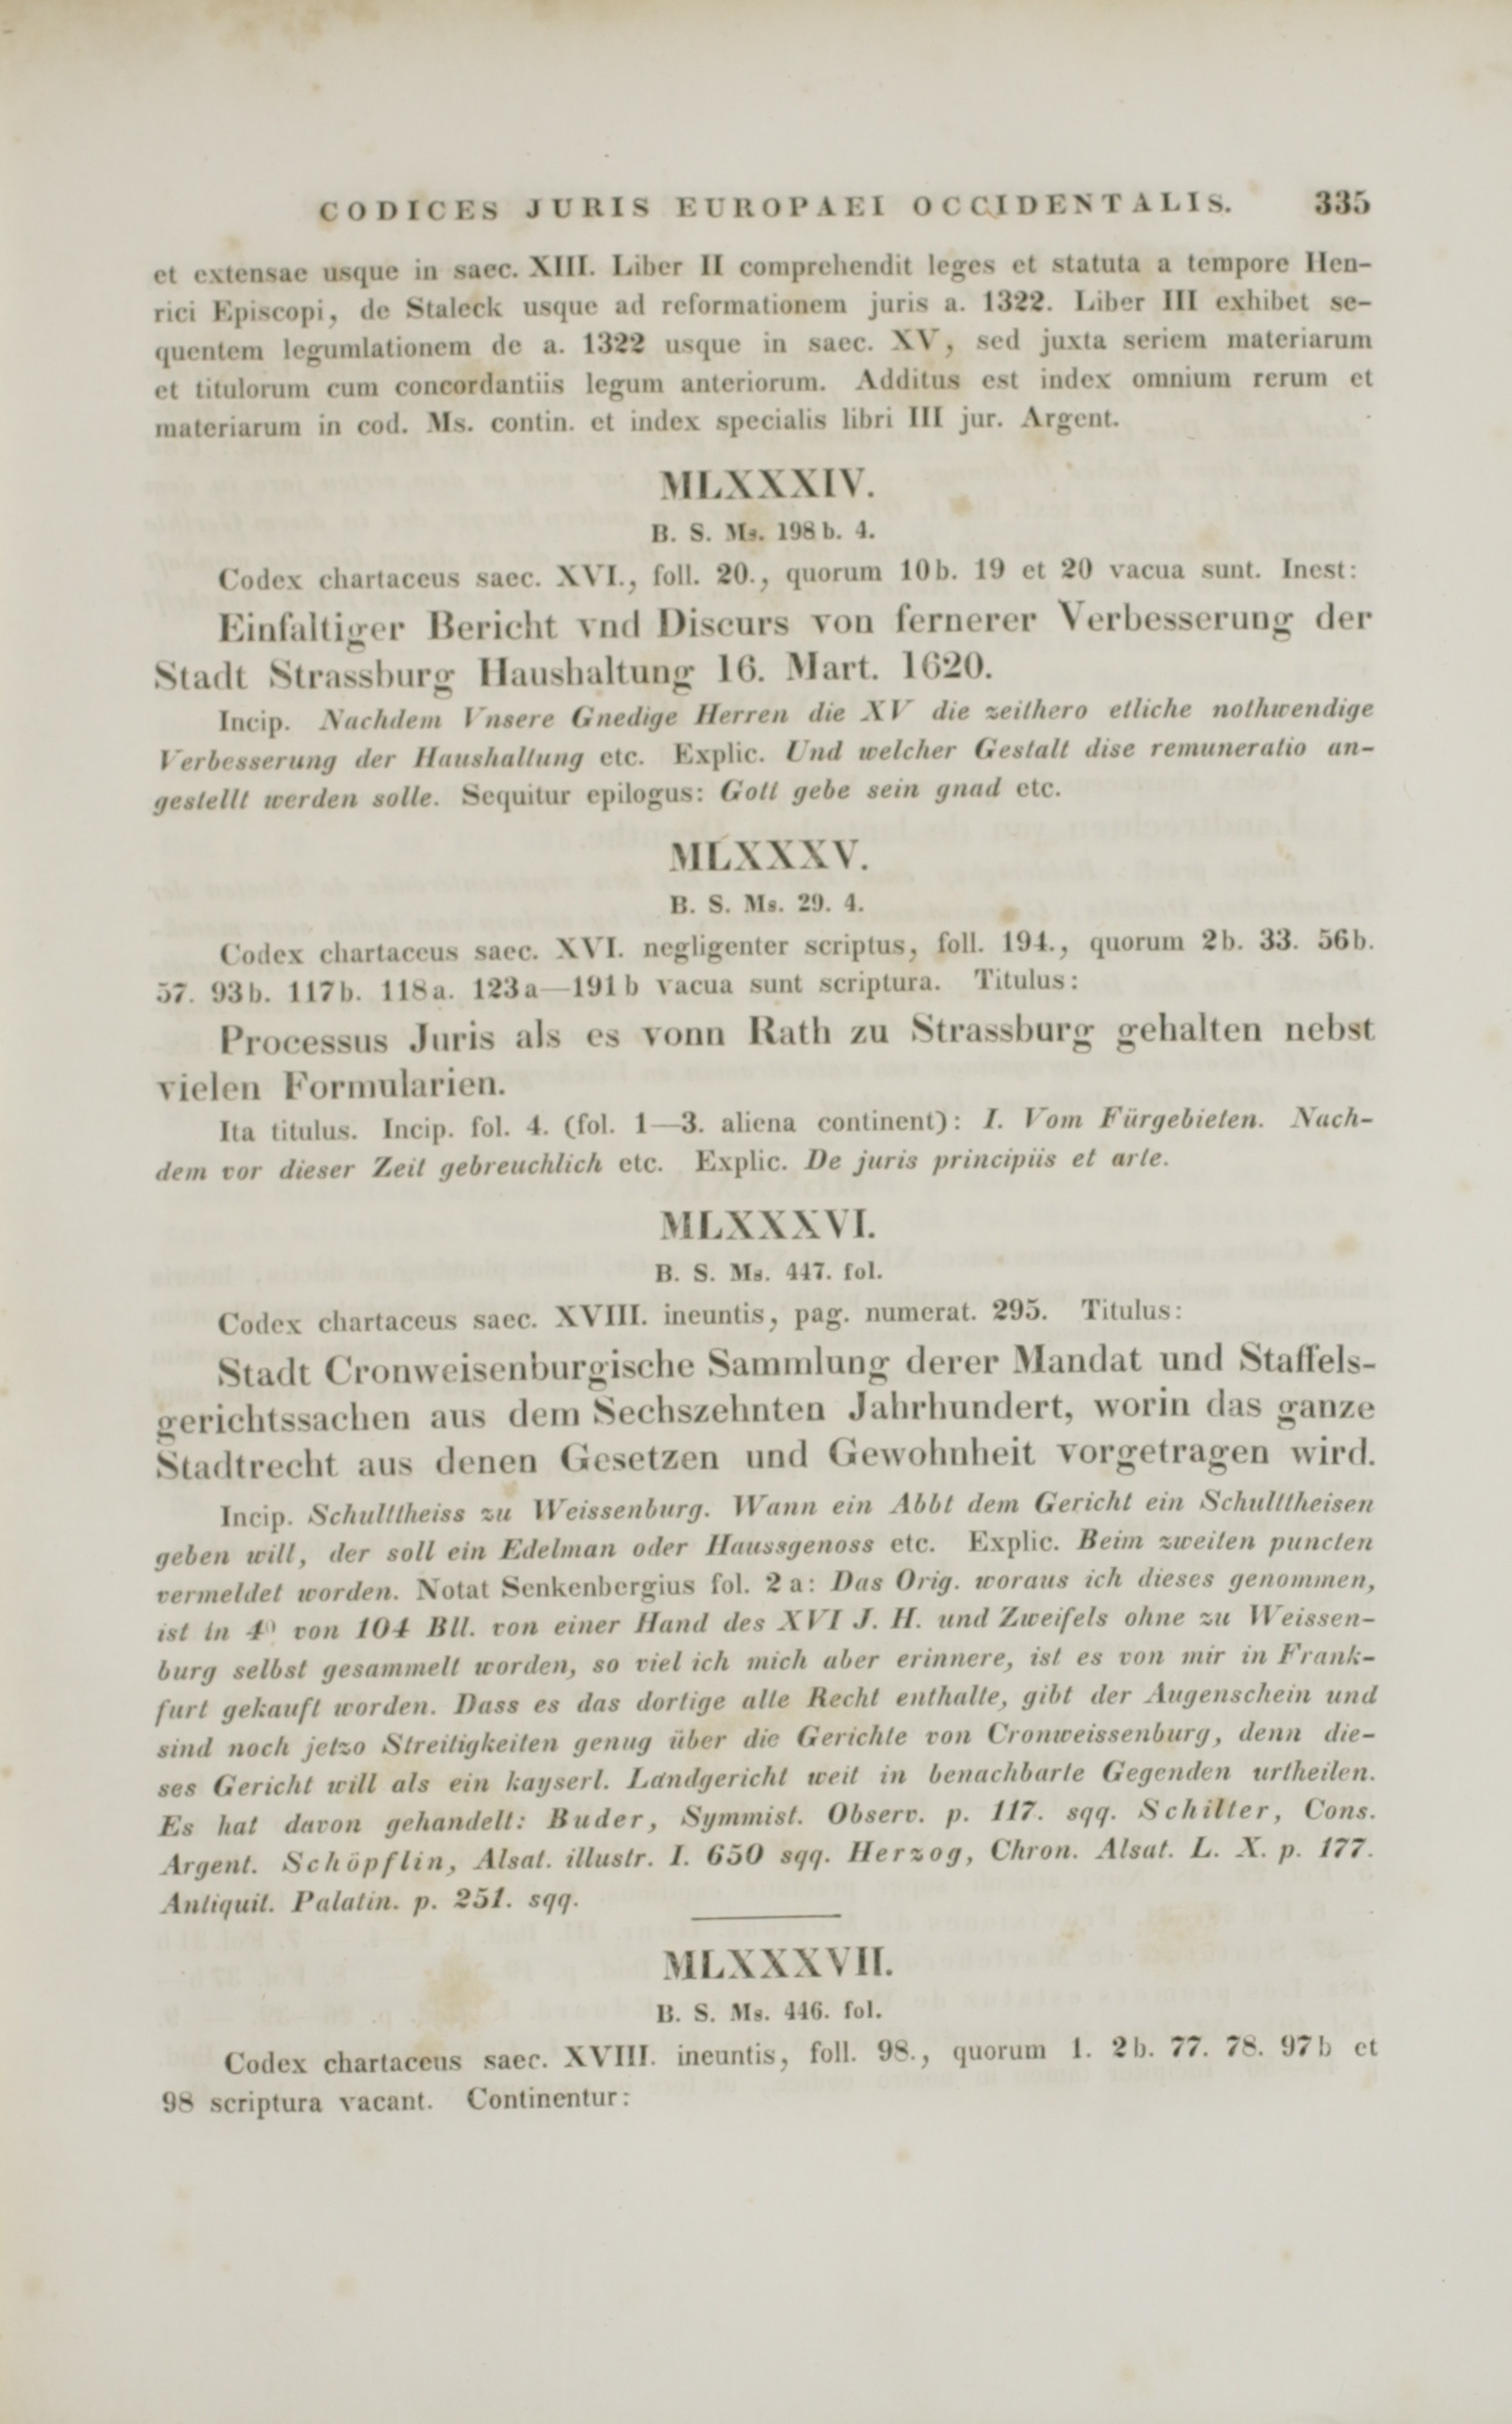 CODICES JURIS EUROPAEI OCCIDENTALIS. 335
et extensae usque in saec. XIII. Liber II comprehendit leges et statuta a tempore Hen-
rici Episcopi, de Staleck usque ad reformationem juris a. 1322. Liber III exhibet se-
quentem legumlationem de a. 1322 usque in saec. XV, sed juxta seriem materiarum
et titulorum cum concordantiis legum anteriorum. Additus est index omnium rerum et
materiarum in cod. Ms. contin. et index specialis libri III jur. Argent.
MLXXXIV.
B. S. Ms. 198b. 4.
Codex chartaceus saec. XVI., foll. 20., quorum 10b. 19 et 20 vacua sunt. Inest:
Einfaltiger Bericht vnd Discurs von fernerer Verbesserung der
Stadt Strassburg Haushaltung 16. Mart. 1620.
Incip. Nachdem Vnsere Gnedige Herren die XV die zeithero etliche nothwendige
Verbesserung der Haushaltung etc. Explic. Und welcher Gestalt dise remuneratio an-
gestellt werden solle. Sequitur epilogus: Gott gebe sein gnad etc.
MLXXXV.
B. S. Ms. 29. 4.
Codex chartaceus saec. XVI. negligenter scriptus, foll. 194., quorum 2b. 33. 56b.
57. 93b. 117b. 118a. 123a—191b vacua sunt scriptura. Titulus:
Processus Juris als es vonn Rath zu Strassburg gehalten nebst
vielen Formularien.
Ita titulus. Incip. fol. 4. (fol. 1—3. aliena continent): I. Vom Fürgebieten. Nach-
dem vor dieser Zeit gebreuchlich etc. Explic. De juris principiis et arte.
MLXXXVI.
B. S. Ms. 447. fol.
Codex chartaceus saec. XVIII. ineuntis, pag. numerat. 295. Titulus:
Stadt Cronweisenburgische Sammlung derer Mandat und Staffels-
gerichtssachen aus dem Sechszehnten Jahrhundert, worin das ganze
Stadtrecht aus denen Gesetzen und Gewohnheit vorgetragen wird.
Incip. Schulttheiss zu Weissenburg. Wann ein Abbt dem Gericht ein Schulttheisen
geben will, der soll ein Edelman oder Haussgenoss etc. Explic. Beim zweiten puncten
vermeldet worden. Notat Senkenbergius fol. 2a: Das Orig. woraus ich dieses genommen,
ist in 4⁰ von 104 Bll. von einer Hand des XVI J. H. und Zweifels ohne zu Weissen-
burg selbst gesammelt worden, so viel ich mich aber erinnere, ist es von mir in Frank-
furt gekauft worden. Dass es das dortige alte Recht enthalte, gibt der Augenschein und
sind noch jetzo Streitigkeiten genug über die Gerichte von Cronweissenburg, denn die-
ses Gericht will als ein kayserl. Landgericht weit in benachbarte Gegenden urtheilen.
Es hat davon gehandelt: Buder, Symmist. Observ. p. 117. sqq. Schilter, Cons.
Argent. Schöpflin, Alsat. illustr. I. 650 sqq. Herzog, Chron. Alsat. L. X. p. 177.
Antiquit. Palatin. p. 251. sqq.
MLXXXVII.
B. S. Ms. 446. fol.
Codex chartaceus saec. XVIII. ineuntis, foll. 98., quorum 1. 2b. 77. 78. 97b et
98 scriptura vacant. Continentur: